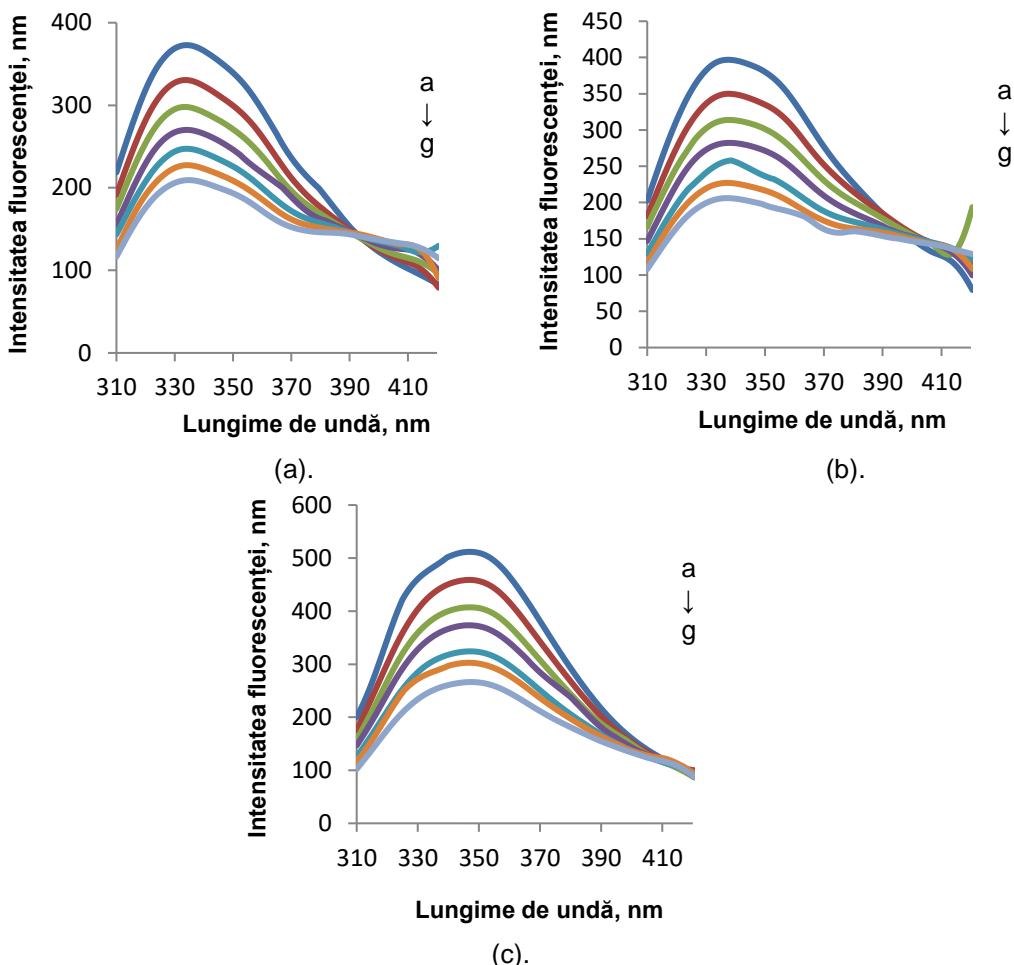 Intensitatea fluorescenței, nm
400
300
200
100
0
310 330 350 370 390 410
Lungime de undă, nm
a
↓
g
(a).
Intensitatea fluorescenței, nm
450
400
350
300
250
200
150
100
50
0
310 330 350 370 390 410
Lungime de undă, nm
a
↓
g
(b).
Intensitatea fluorescenței, nm
600
500
400
300
200
100
0
310 330 350 370 390 410
Lungime de undă, nm
a
↓
g
(c).